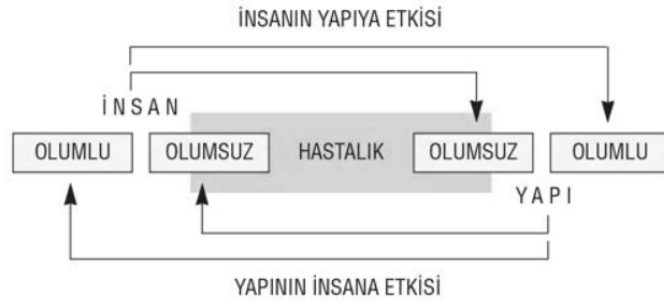 İNSANIN YAPIYA ETKİSİ
İNSAN
OLUMLU OLUMSUZ HASTALIK OLUMSUZ OLUMLU
YAPI
YAPININ İNSANA ETKİSİ